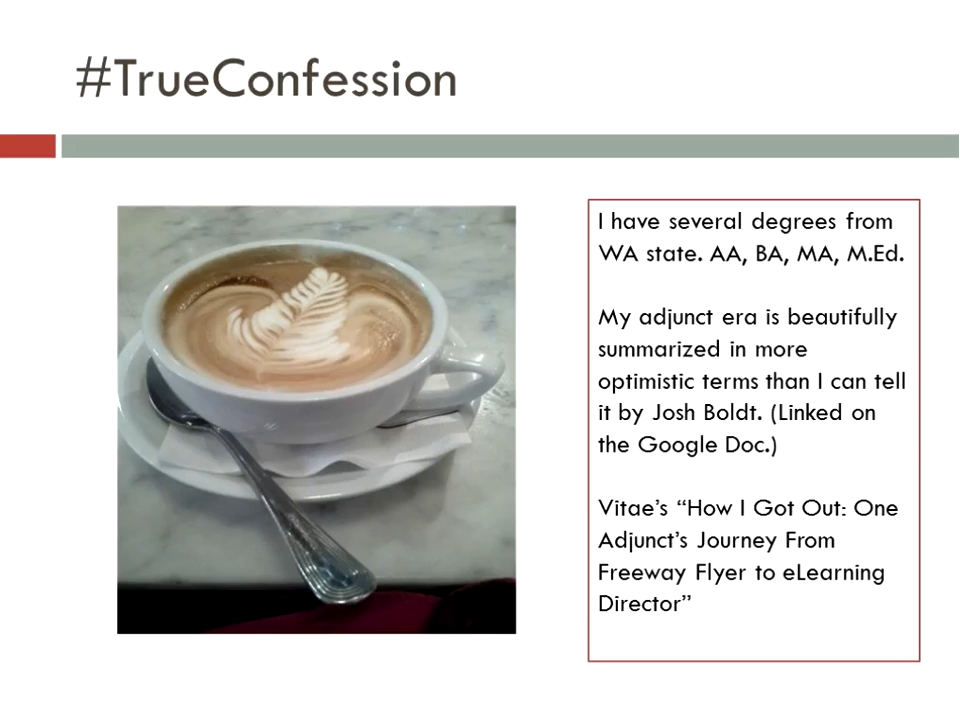 #TrueConfession
I have several degrees from
WA state. AA, BA, MA, M.Ed.
My adjunct era is beautifully
summarized in more
optimistic terms than I can tell
it by Josh Boldt. (Linked on
the Google Doc.)
Vitae’s “How I Got Out: One
Adjunct’s Journey From
Freeway Flyer to eLearning
Director”